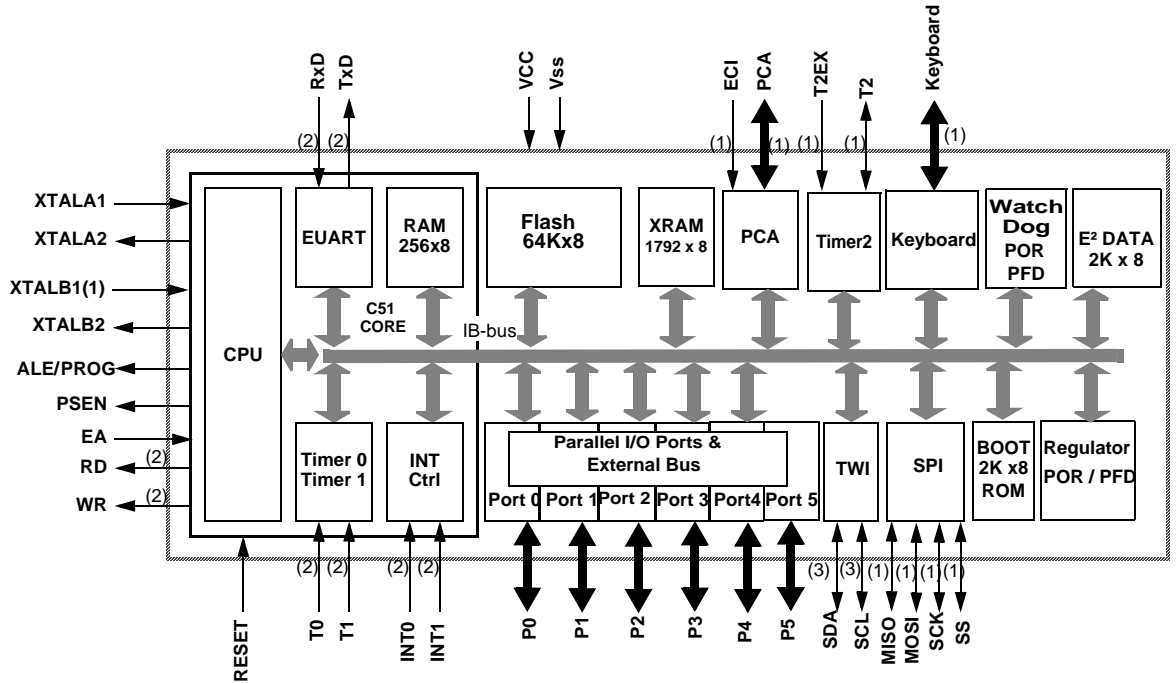 RxD
TxD
VCC
Vss
ECI
PCA
T2EX
T2
Keyboard
(2)
(2)
(1)
(1)
(1)
(1)
(1)
XTALA1
XTALA2
XTALB1(1)
XTALB2
ALE/PROG
PSEN
EA
RD
(2)
WR
(2)
CPU
EUART
RAM
256x8
C51
CORE
IB-bus
Flash
64Kx8
XRAM
1792 x 8
PCA
Timer2
Keyboard
Watch
Dog
POR
PFD
E² DATA
2K x 8
Timer 0
Timer 1
INT
Ctrl
Parallel I/O Ports &
External Bus
Port 0
Port 1
Port 2
Port 3
Port4
Port 5
TWI
SPI
BOOT
2K x8
ROM
Regulator
POR / PFD
(2)
(2)
(2)
(2)
(3)
(3)
(1)
(1)
(1)
(1)
RESET
T0
T1
INT0
INT1
P0
P1
P2
P3
P4
P5
SDA
SCL
MISO
MOSI
SCK
SS